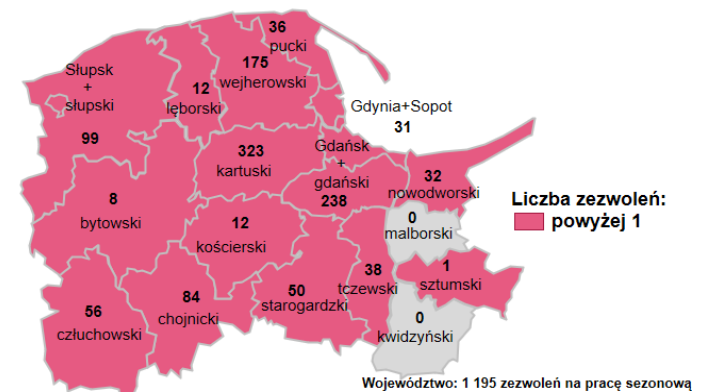 36
pucki
175
wejherowski
Słupsk
+
słupski
99
12
lęborski
Gdynia+Sopot
31
323
kartuski
Gdańsk
+
gdański
238
32
nowodworski
8
bytowski
12
kościerski
0
malborski
Liczba zezwoleń:
powyżej 1
56
człuchowski
84
chojnicki
50
starogardzki
38
tczewski
1
sztumski
0
kwidzyński
Województwo: 1 195 zezwoleń na pracę sezonową